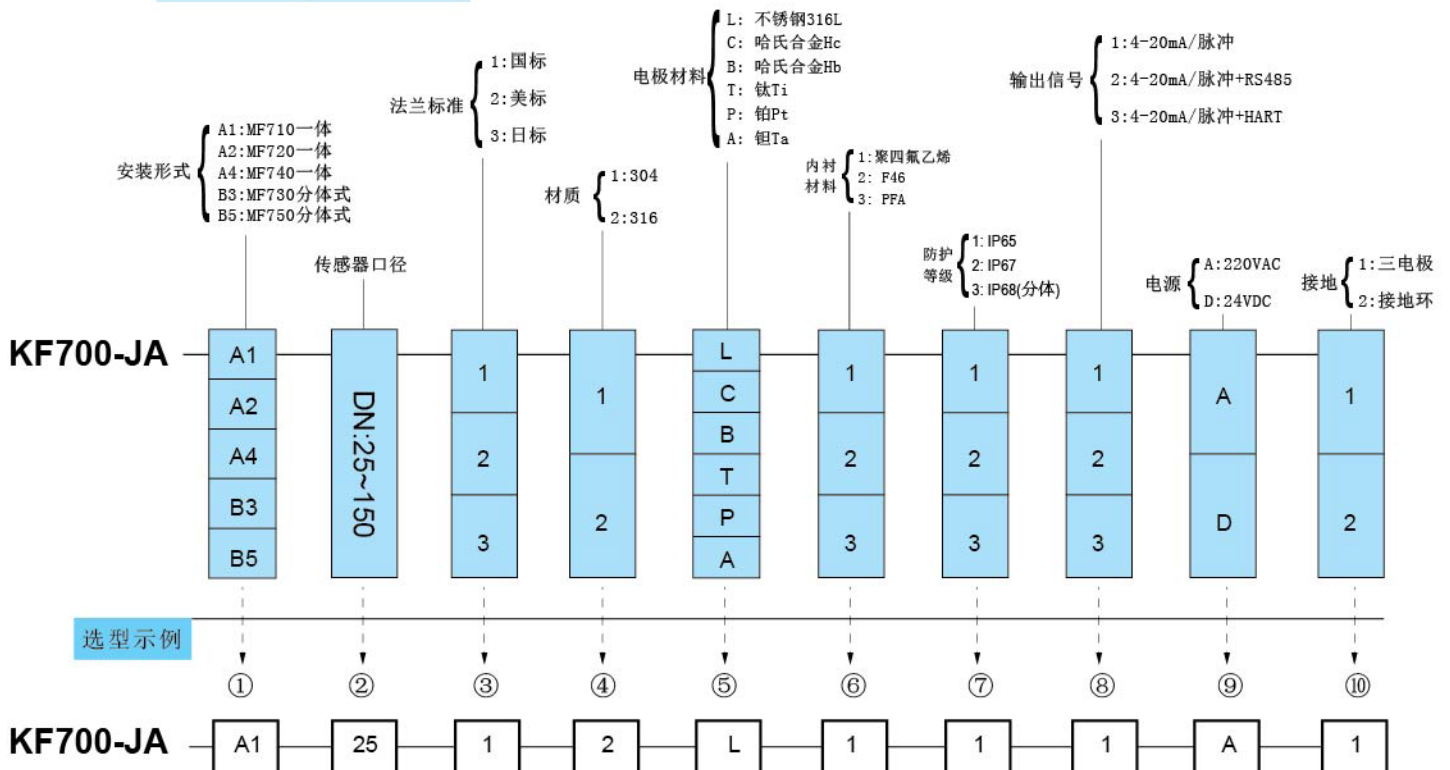 安装形式
A1:MF710一体
A2:MF720一体
A4:MF740一体
B3:MF730分体式
B5:MF750分体式
传感器口径
法兰标准
1:国标
2:美标
3:日标
材质
1:304
2:316
电极材料
L: 不锈钢316L
C: 哈氏合金Hc
B: 哈氏合金Hb
T: 钛Ti
P: 铂Pt
A: 钽Ta
内衬
材料
1:聚四氟乙烯
2: F46
3: PFA
防护
等级
1: IP65
2: IP67
3: IP68(分体)
输出信号
1:4-20mA/脉冲
2:4-20mA/脉冲+RS485
3:4-20mA/脉冲+HART
电源
A:220VAC
D:24VDC
接地
1:三电极
2:接地环
KF700-JA
A1
A2
A4
B3
B5
DN:25~150
1
2
3
1
2
L
C
B
T
P
A
1
2
3
1
2
3
1
2
3
A
D
1
2
选型示例
① ② ③ ④ ⑤ ⑥ ⑦ ⑧ ⑨ ⑩
KF700-JA A1 25 1 2 L 1 1 1 A 1